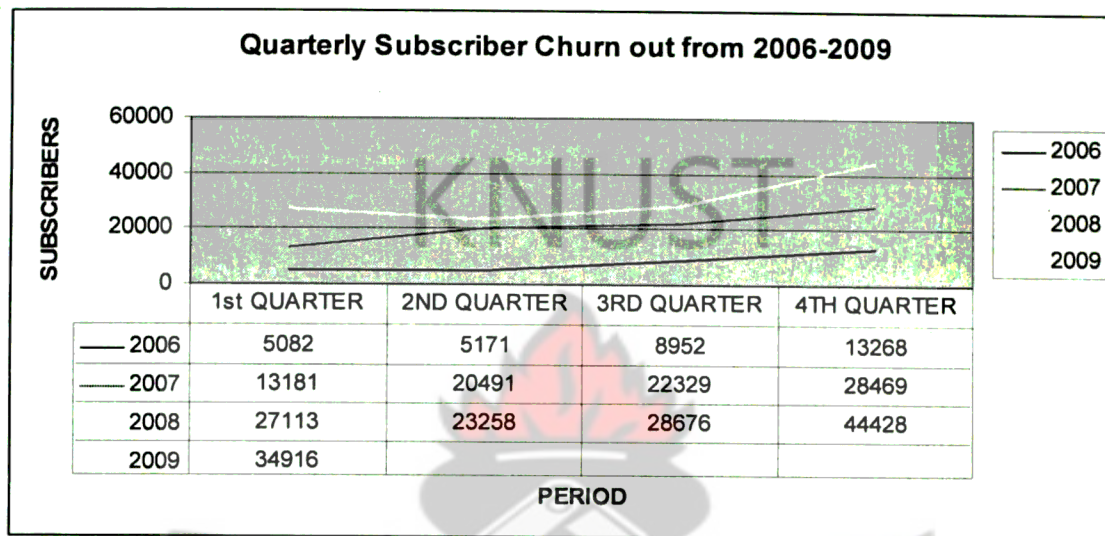 Quarterly Subscriber Churn out from 2006-2009
SUBSCRIBERS
60000
40000
20000
0
KNUST
2006
2007
2008
2009
1st QUARTER 2ND QUARTER 3RD QUARTER 4TH QUARTER
2006 5082 5171 8952 13268
2007 13181 20491 22329 28469
2008 27113 23258 28676 44428
2009 34916
PERIOD